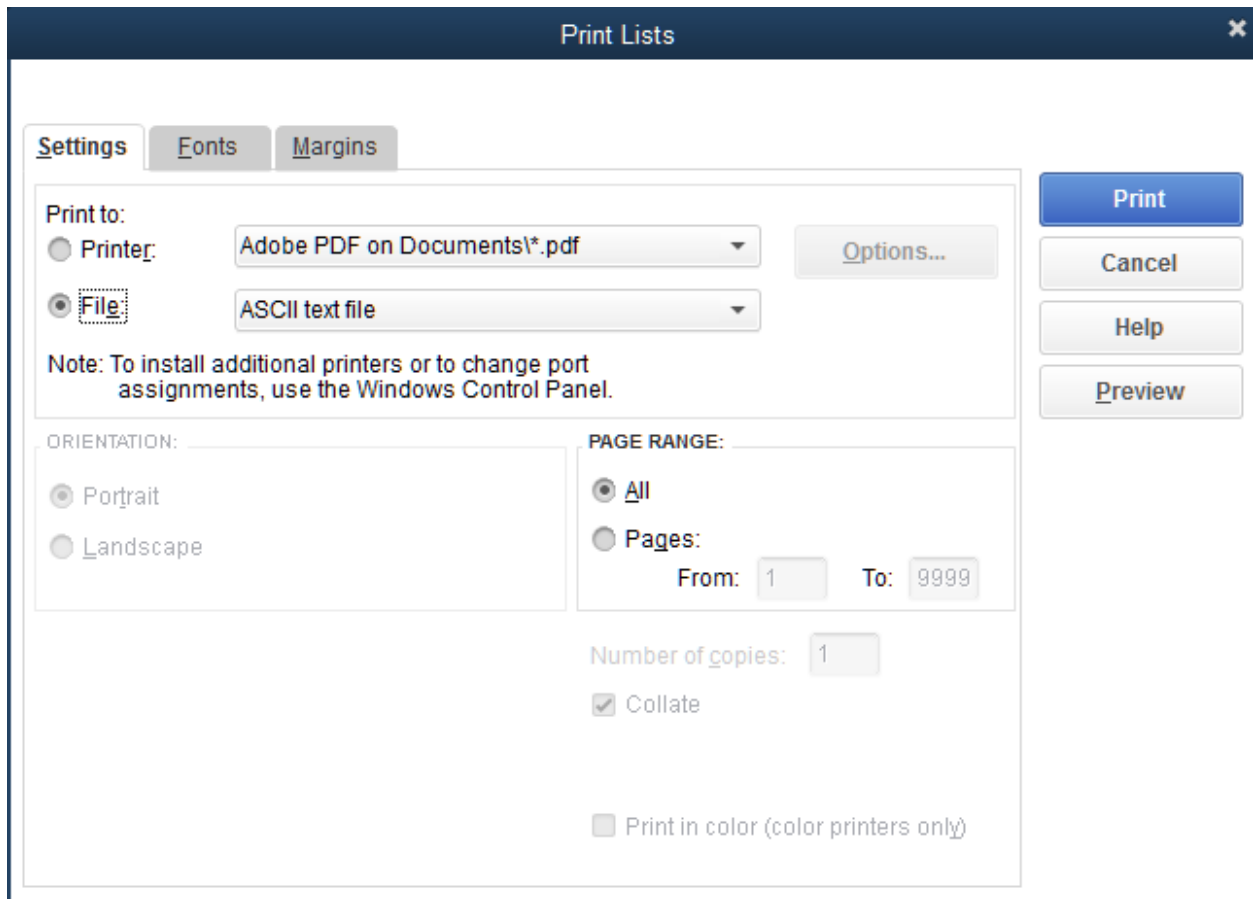 Print Lists
Settings Fonts Margins
Print to:
Printer: Adobe PDF on Documents\*.pdf Options...
File: ASCII text file
Note: To install additional printers or to change port
assignments, use the Windows Control Panel.
Print
Cancel
Help
Preview
ORIENTATION:
Portrait
Landscape
PAGE RANGE:
All
Pages:
From: 1 To: 9999
Number of copies: 1
Collate
Print in color (color printers only)